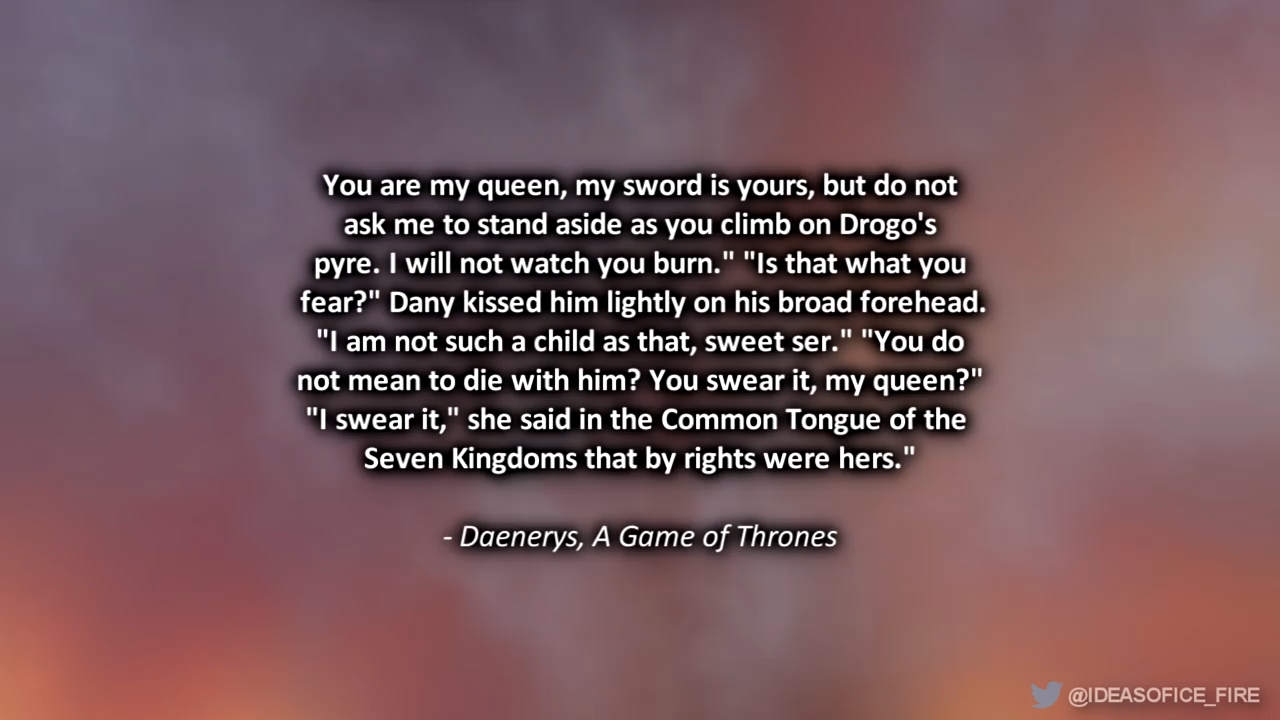 You are my queen, my sword is yours, but do not
ask me to stand aside as you climb on Drogo's
pyre. I will not watch you burn." "Is that what you
fear?" Dany kissed him lightly on his broad forehead.
"I am not such a child as that, sweet ser." "You do
not mean to die with him? You swear it, my queen?"
"I swear it," she said in the Common Tongue of the
Seven Kingdoms that by rights were hers."
- Daenerys, A Game of Thrones
@IDEASOFICE_FIRE